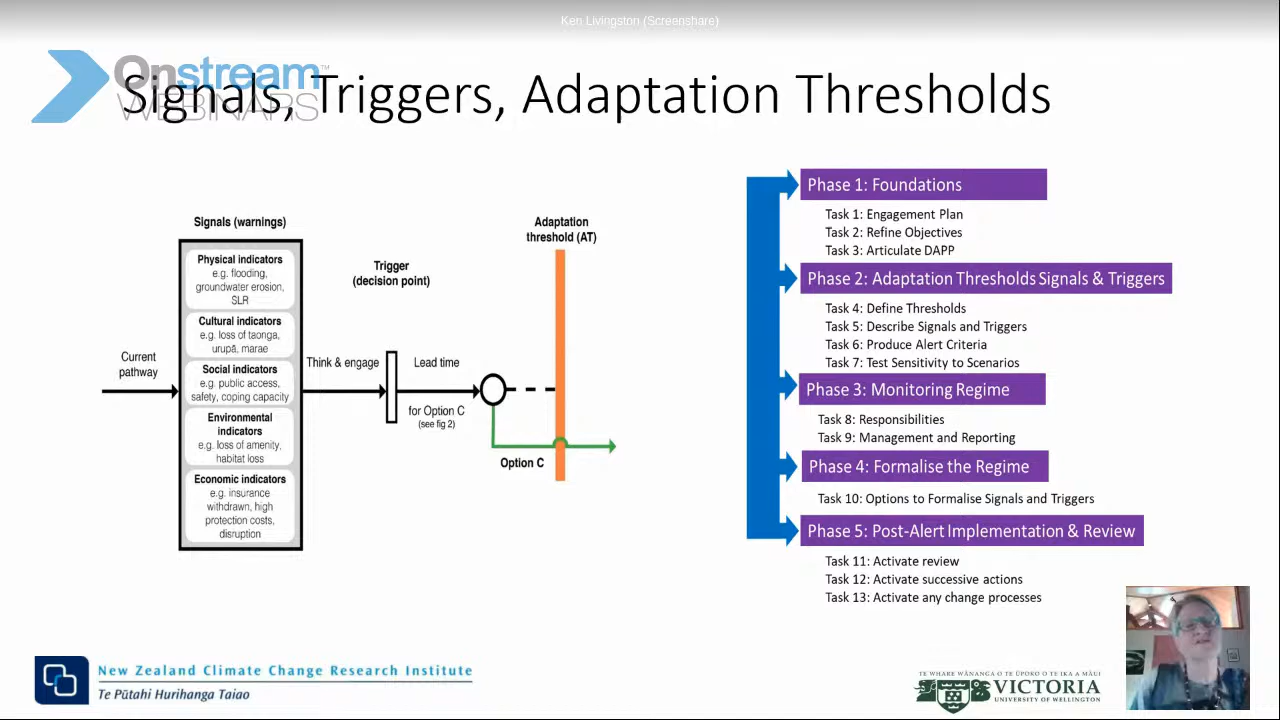 Ken Livingston (Screenshare)
Onstream™
WEBINARS
Signals, Triggers, Adaptation Thresholds
Signals (warnings)
Physical indicators
e.g. flooding,
groundwater erosion,
SLR
Cultural indicators
e.g. loss of taonga,
urupā, marae
Social indicators
e.g. public access,
safety, coping capacity
Environmental
indicators
e.g. loss of amenity,
habitat loss
Economic indicators
e.g. insurance
withdrawn, high
protection costs,
disruption
Current
pathway
Think & engage
Trigger
(decision point)
Lead time
for Option C
(see fig 2)
Adaptation
threshold (AT)
Option C
Phase 1: Foundations
Task 1: Engagement Plan
Task 2: Refine Objectives
Task 3: Articulate DAPP
Phase 2: Adaptation Thresholds Signals & Triggers
Task 4: Define Thresholds
Task 5: Describe Signals and Triggers
Task 6: Produce Alert Criteria
Task 7: Test Sensitivity to Scenarios
Phase 3: Monitoring Regime
Task 8: Responsibilities
Task 9: Management and Reporting
Phase 4: Formalise the Regime
Task 10: Options to Formalise Signals and Triggers
Phase 5: Post-Alert Implementation & Review
Task 11: Activate review
Task 12: Activate successive actions
Task 13: Activate any change processes
New Zealand Climate Change Research Institute
Te Pūtahi Hurihanga Taiao
TE WHARE WĀNANGA O TE ŪPOKO O TE IKA A MĀUI
VICTORIA
UNIVERSITY OF WELLINGTON